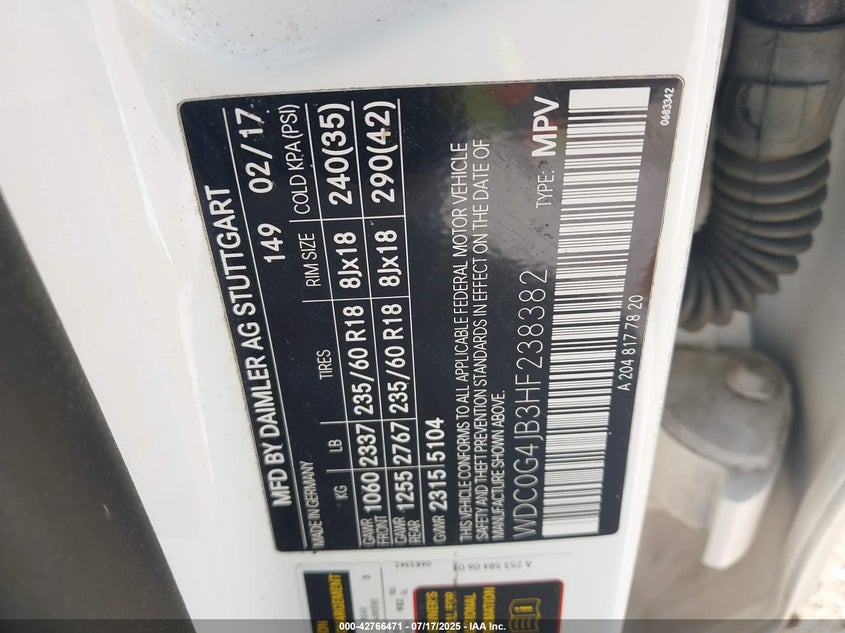 MFD BY DAIMLER AG STUTTGART
MADE IN GERMANY 149 02/17
KG LB TIRES RIM SIZE COLD KPA(PSI)
GAWR FRONT 1060 2337 235/60 R18 8Jx18 240(35)
GAWR REAR 1255 2767 235/60 R18 8Jx18 290(42)
GVWR 2315 5104
THIS VEHICLE CONFORMS TO ALL APPLICABLE FEDERAL MOTOR VEHICLE
SAFETY AND THEFT PREVENTION STANDARDS IN EFFECT ON THE DATE OF
MANUFACTURE SHOWN ABOVE.
WDC0G4JB3HF238382 TYPE: MPV
A 204 817 78 20
0683342
A 253 584 06 0
000-42766471 - 07/17/2025 - IAA Inc.